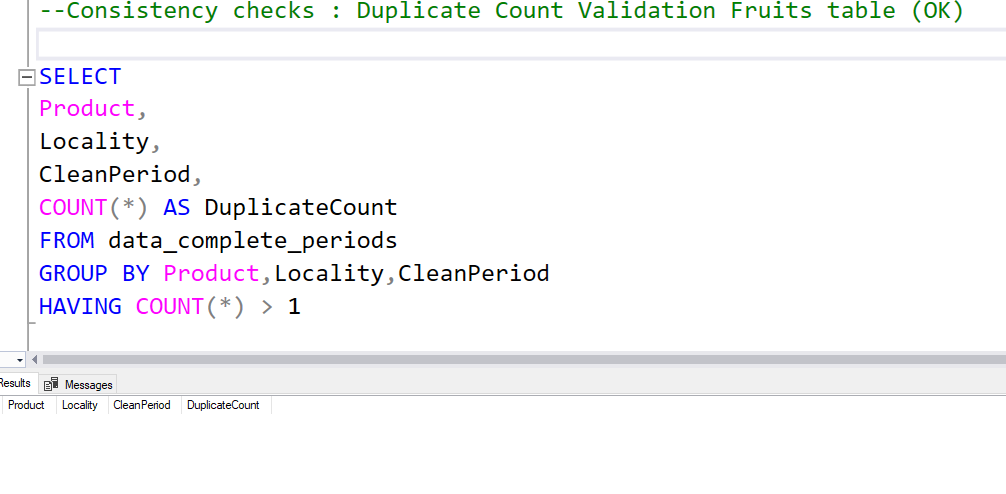 --Consistency checks : Duplicate Count Validation Fruits table (OK)
SELECT
Product,
Locality,
CleanPeriod,
COUNT(*) AS DuplicateCount
FROM data_complete_periods
GROUP BY Product,Locality,CleanPeriod
HAVING COUNT(*) > 1
Results Messages
Product Locality CleanPeriod DuplicateCount